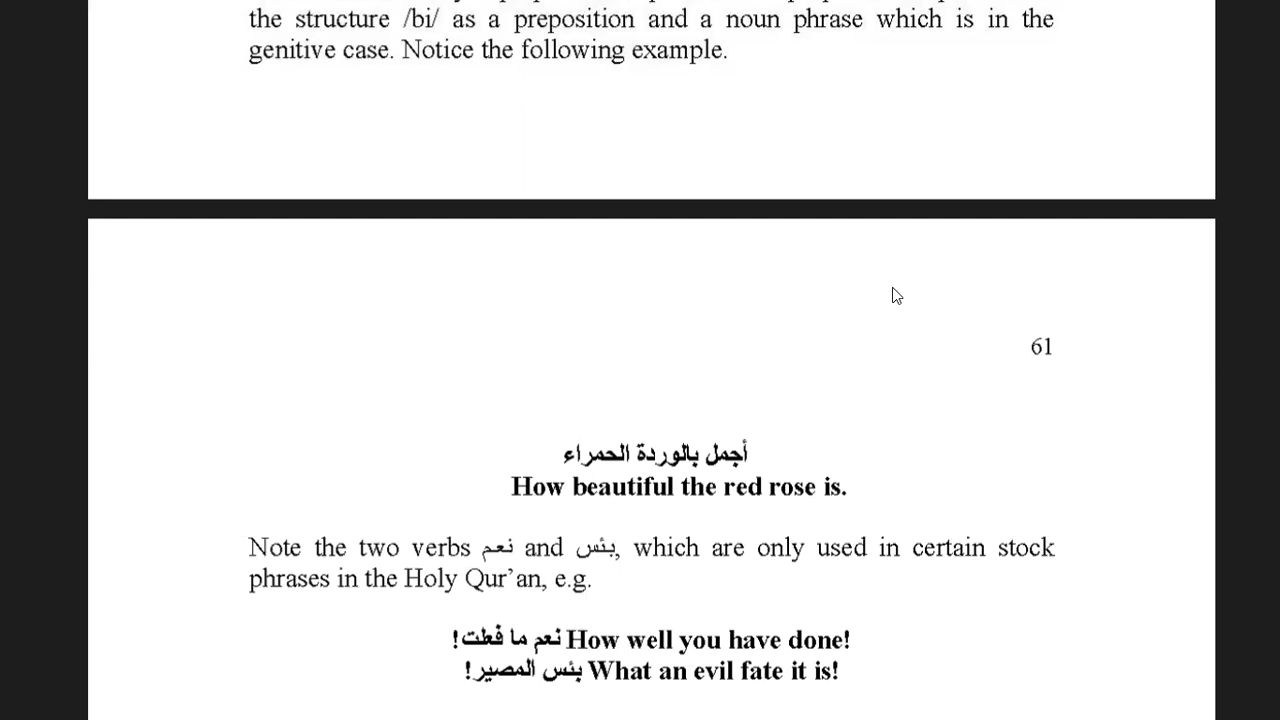 the structure /bi/ as a preposition and a noun phrase which is in the
genitive case. Notice the following example.
61
أجمل بالوردة الحمراء
How beautiful the red rose is.
Note the two verbs نعم and بئس, which are only used in certain stock
phrases in the Holy Qur’an, e.g.
نعم ما فعلت! How well you have done!
بئس المصير! What an evil fate it is!